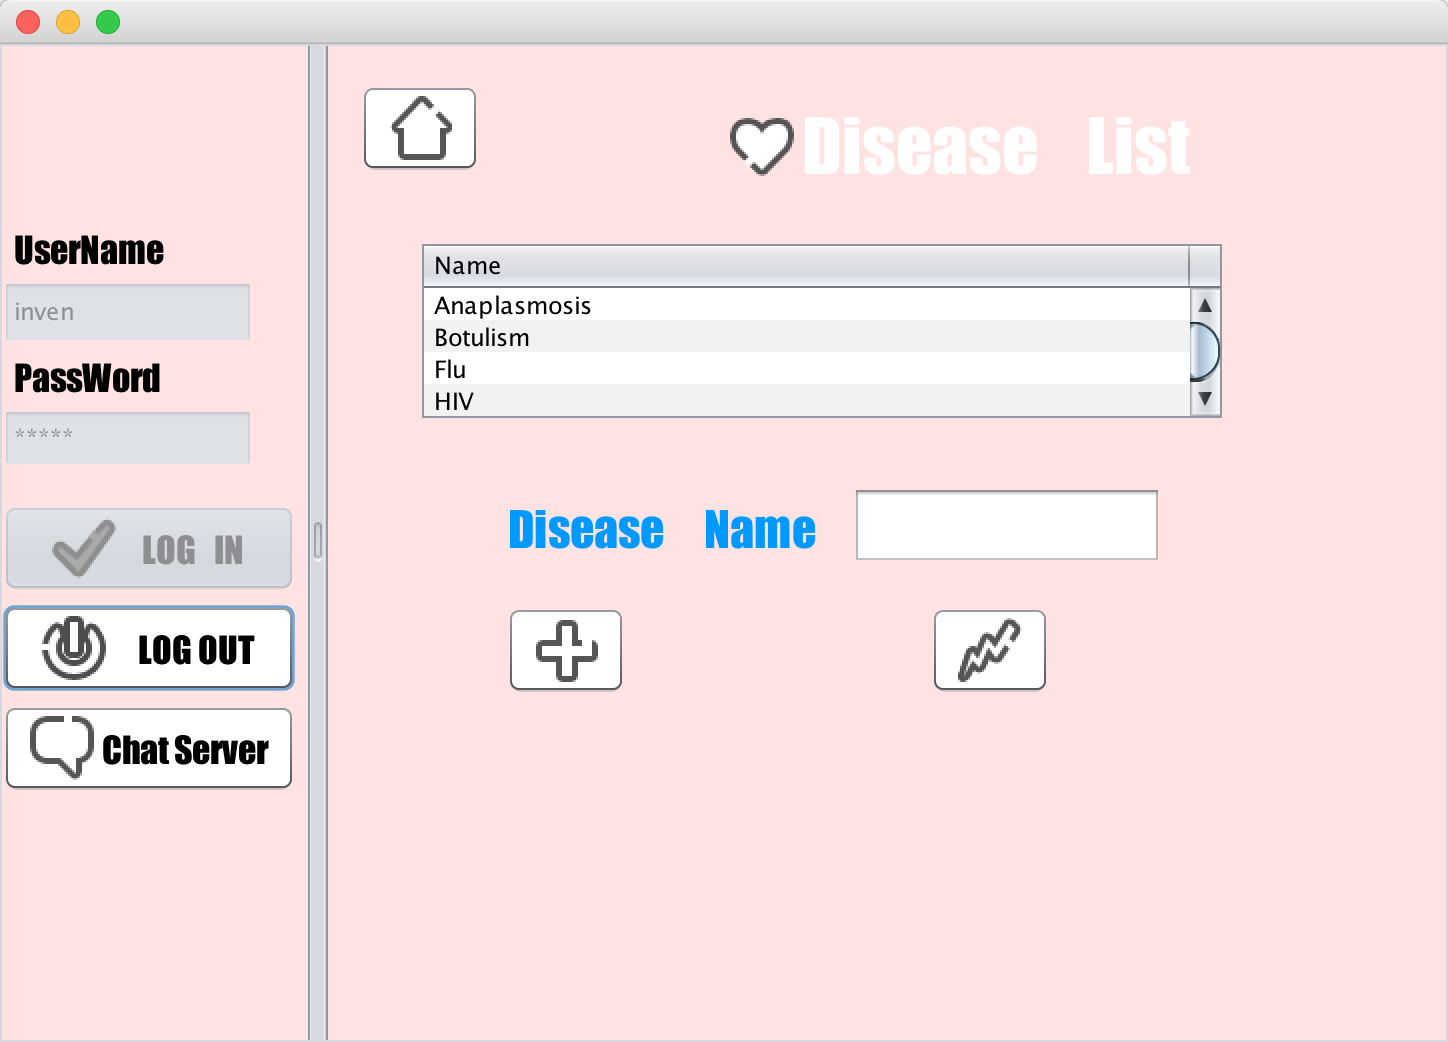 UserName
inven
PassWord
*****
LOG IN
LOG OUT
Chat Server
Disease List
Name
Anaplasmosis
Botulism
Flu
HIV
Disease Name